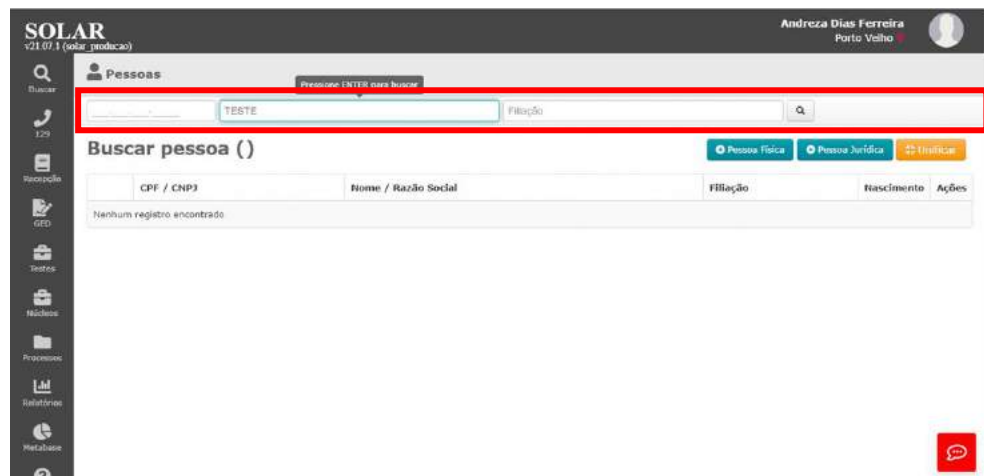 SOLAR
v21.07.1 (solar_producao)
Andreza Dias Ferreira
Porto Velho
Buscar
129
Recepção
GED
Testes
Núcleos
Processos
Relatórios
Metabase
Pessoas
Pressione ENTER para buscar
TESTE
Filiação
Buscar pessoa ()
Pessoa Física
Pessoa Jurídica
Unificar
CPF / CNPJ Nome / Razão Social Filiação Nascimento Ações
Nenhum registro encontrado